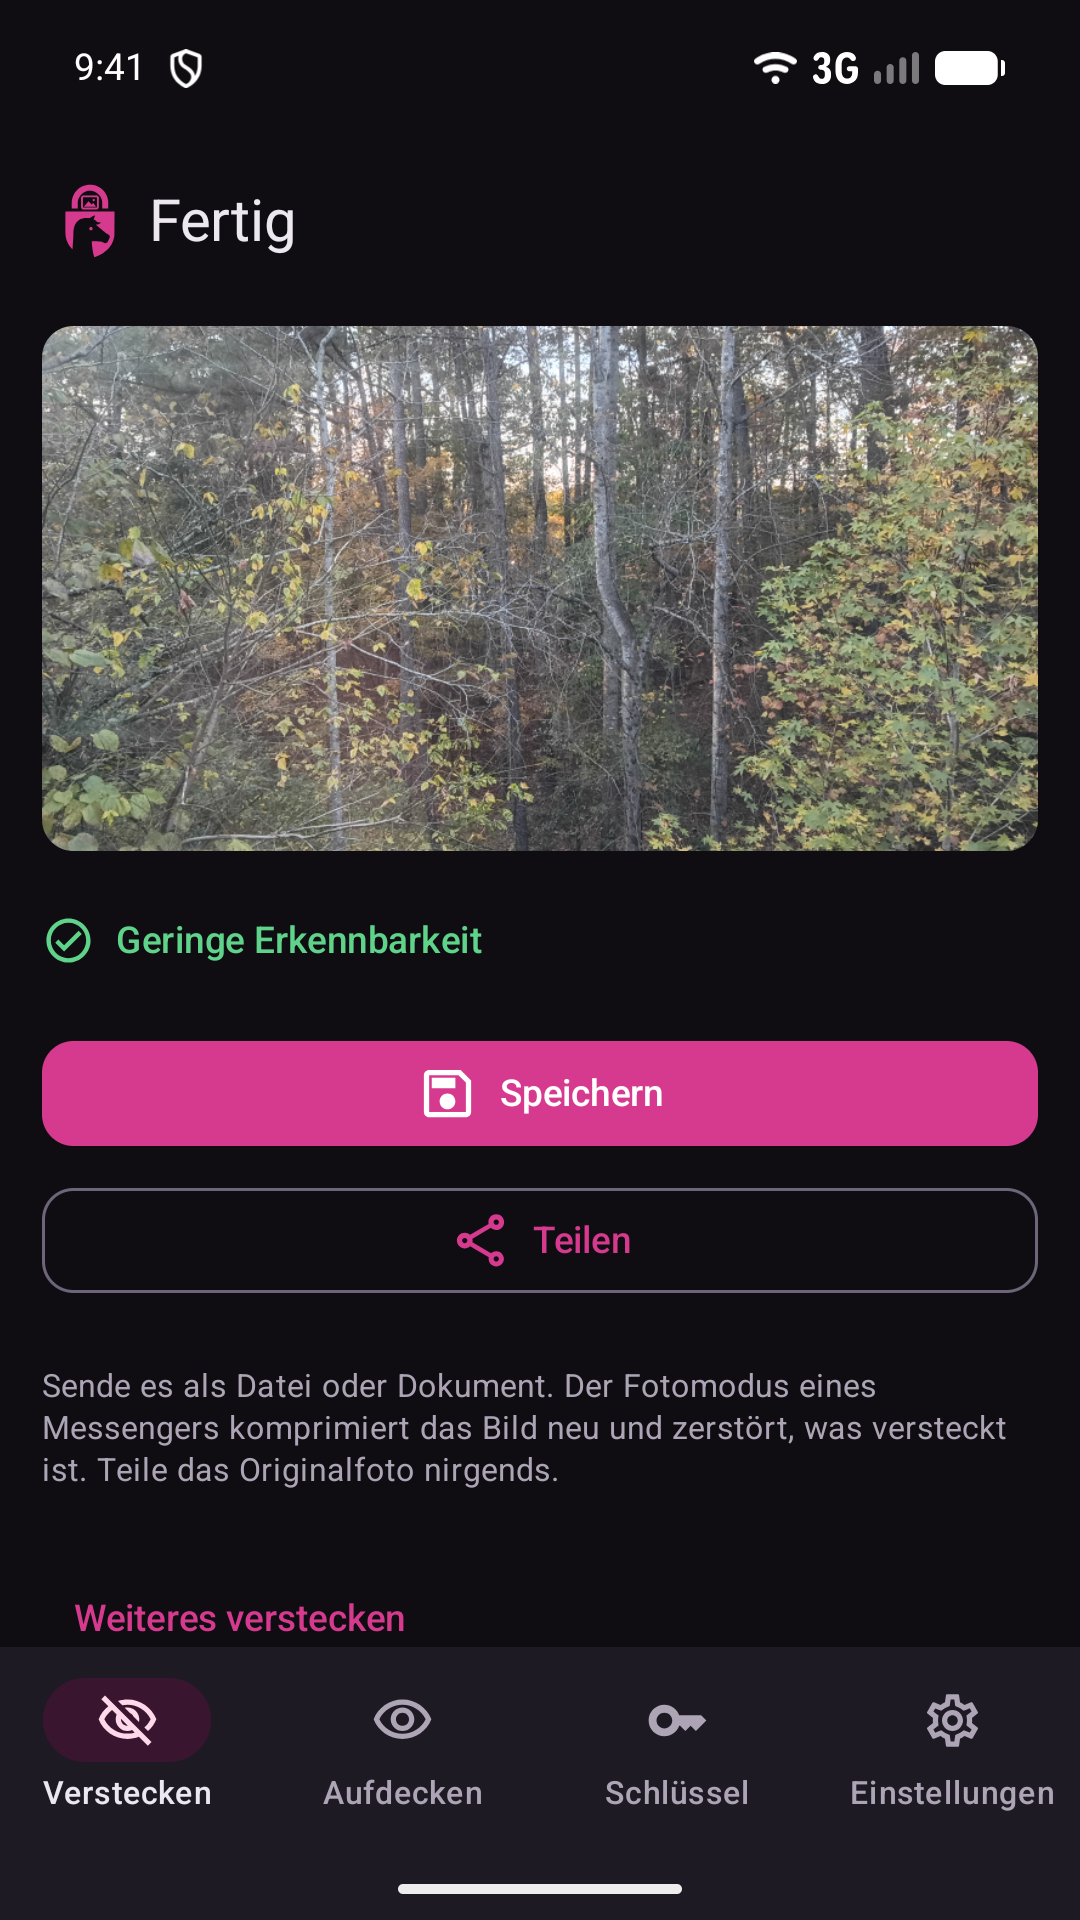 9:41
3G
Fertig
Geringe Erkennbarkeit
Speichern
Teilen
Sende es als Datei oder Dokument. Der Fotomodus eines
Messengers komprimiert das Bild neu und zerstört, was versteckt
ist. Teile das Originalfoto nirgends.
Weiteres verstecken
Verstecken
Aufdecken
Schlüssel
Einstellungen